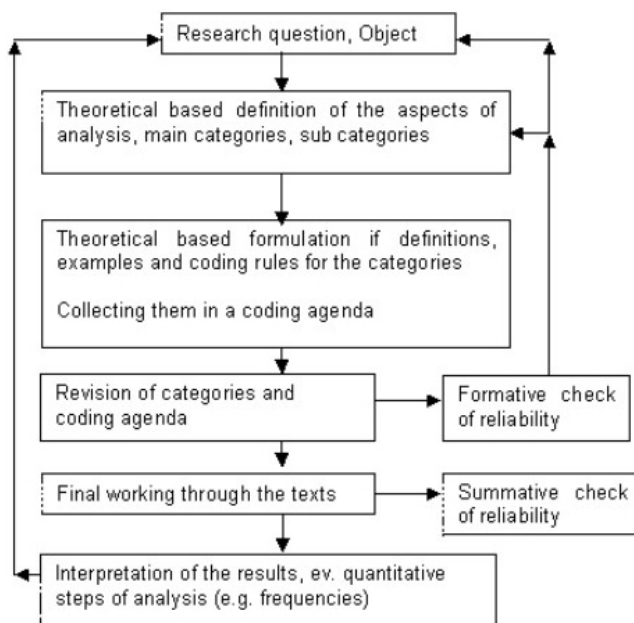 Research question, Object
Theoretical based definition of the aspects of
analysis, main categories, sub categories
Theoretical based formulation if definitions,
examples and coding rules for the categories
Collecting them in a coding agenda
Revision of categories and
coding agenda
Formative check
of reliability
Final working through the texts
Summative check
of reliability
Interpretation of the results, ev. quantitative
steps of analysis (e.g. frequencies)